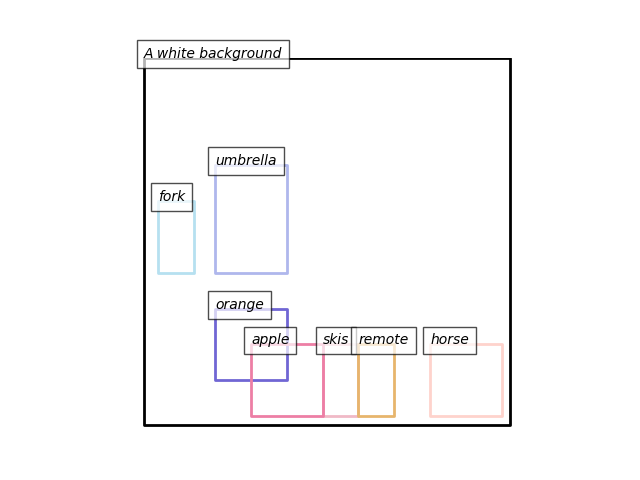 A white background
umbrella
fork
orange
apple
skis
remote
horse